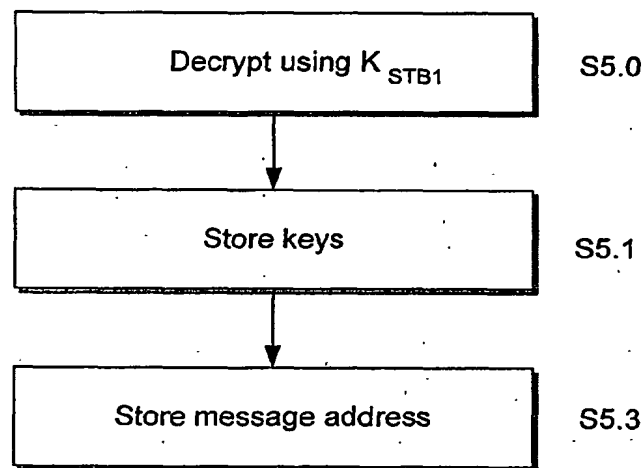 Decrypt using K STB1 S5.0
Store keys S5.1
Store message address S5.3